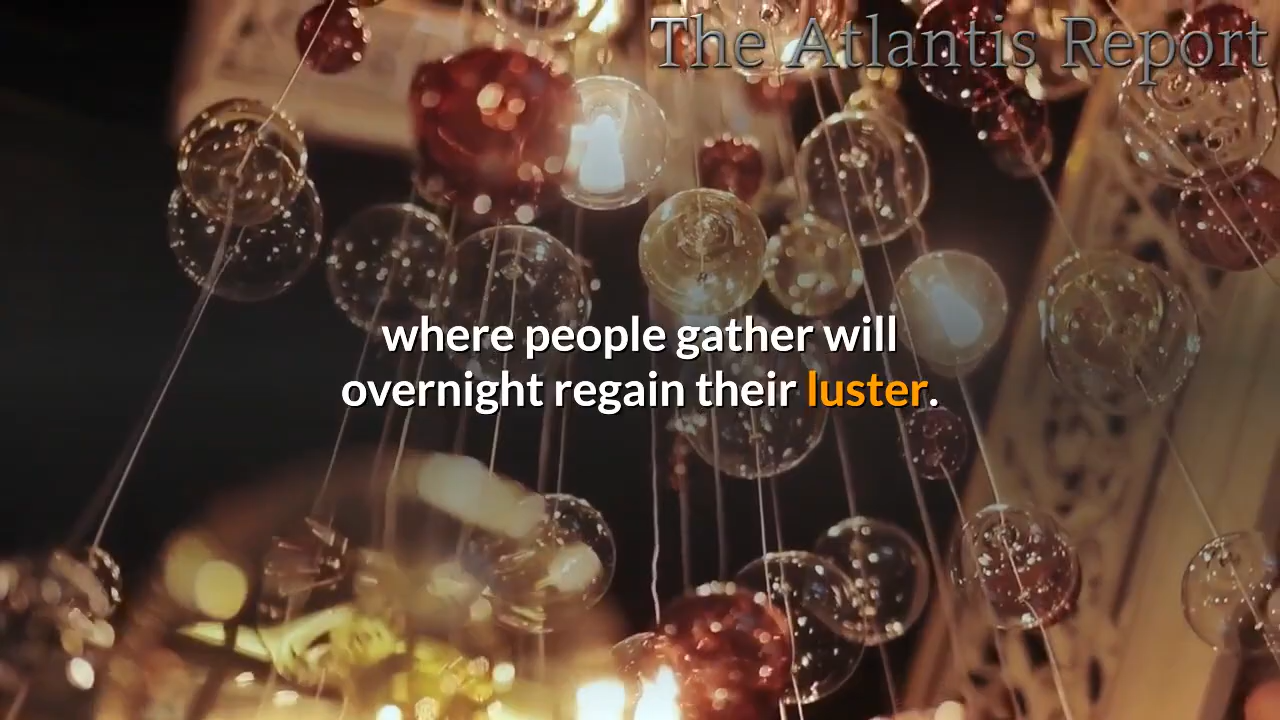 The Atlantis Report
where people gather will
overnight regain their luster.